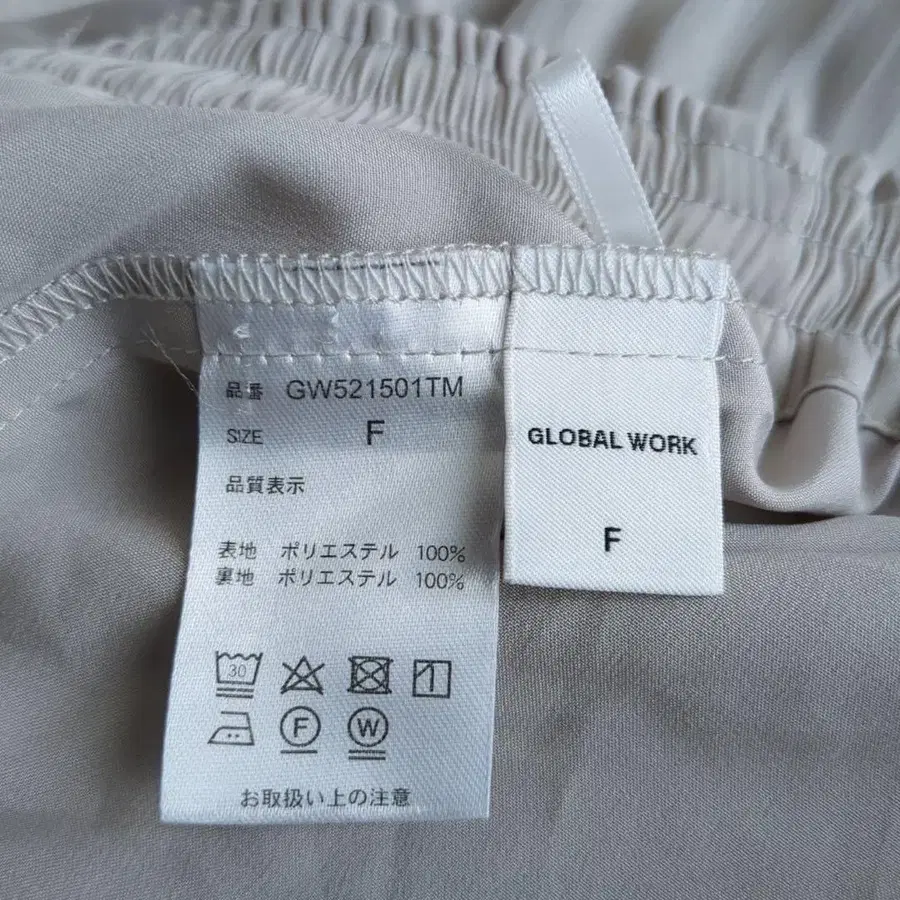 品番 GW521501TM
SIZE F
品質表示
表地 ポリエステル 100%
裏地 ポリエステル 100%
30
F W
お取扱い上の注意
GLOBAL WORK
F